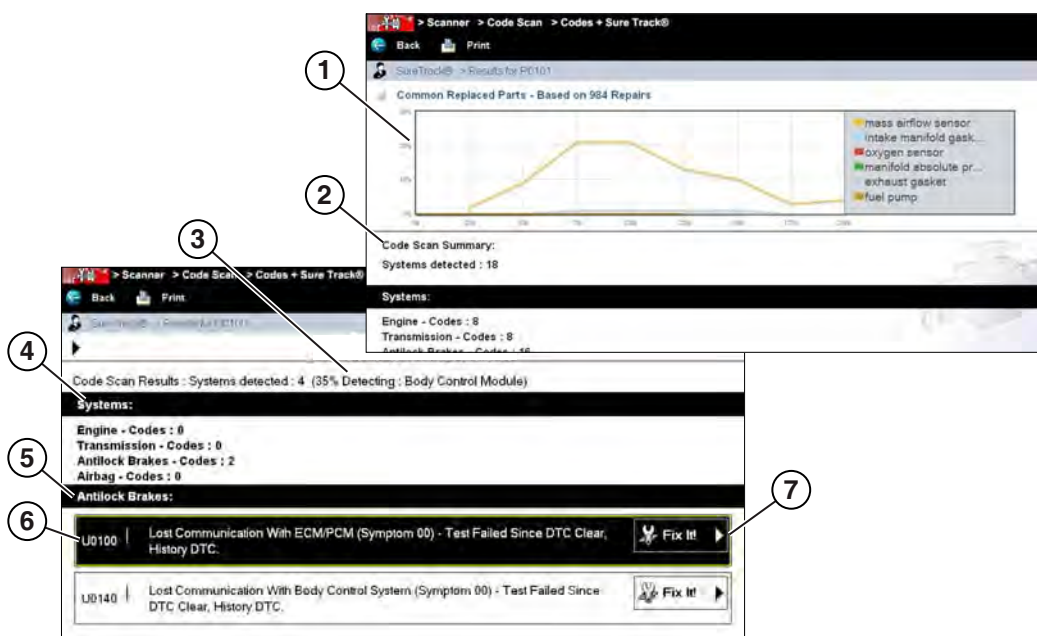 > Scanner > Code Scan > Codes + Sure Track®
Back Print
SureTrack® > Results for P0101
Common Replaced Parts - Based on 984 Repairs
mass airflow sensor
intake manifold gask...
oxygen sensor
manifold absolute pr...
exhaust gasket
fuel pump
1
2
Code Scan Summary:
Systems detected : 18
Systems:
Engine - Codes : 8
Transmission - Codes : 8
Antilock Brakes - Codes : 16
3
> Scanner > Code Scan > Codes + Sure Track®
Back Print
4
Code Scan Results : Systems detected : 4 (35% Detecting : Body Control Module)
Systems:
Engine - Codes : 0
Transmission - Codes : 0
Antilock Brakes - Codes : 2
Airbag - Codes : 0
5
Antilock Brakes:
6
7
U0100 Lost Communication With ECM/PCM (Symptom 00) - Test Failed Since DTC Clear, Fix It!
History DTC.
U0140 Lost Communication With Body Control System (Symptom 00) - Test Failed Since Fix It!
DTC Clear, History DTC.